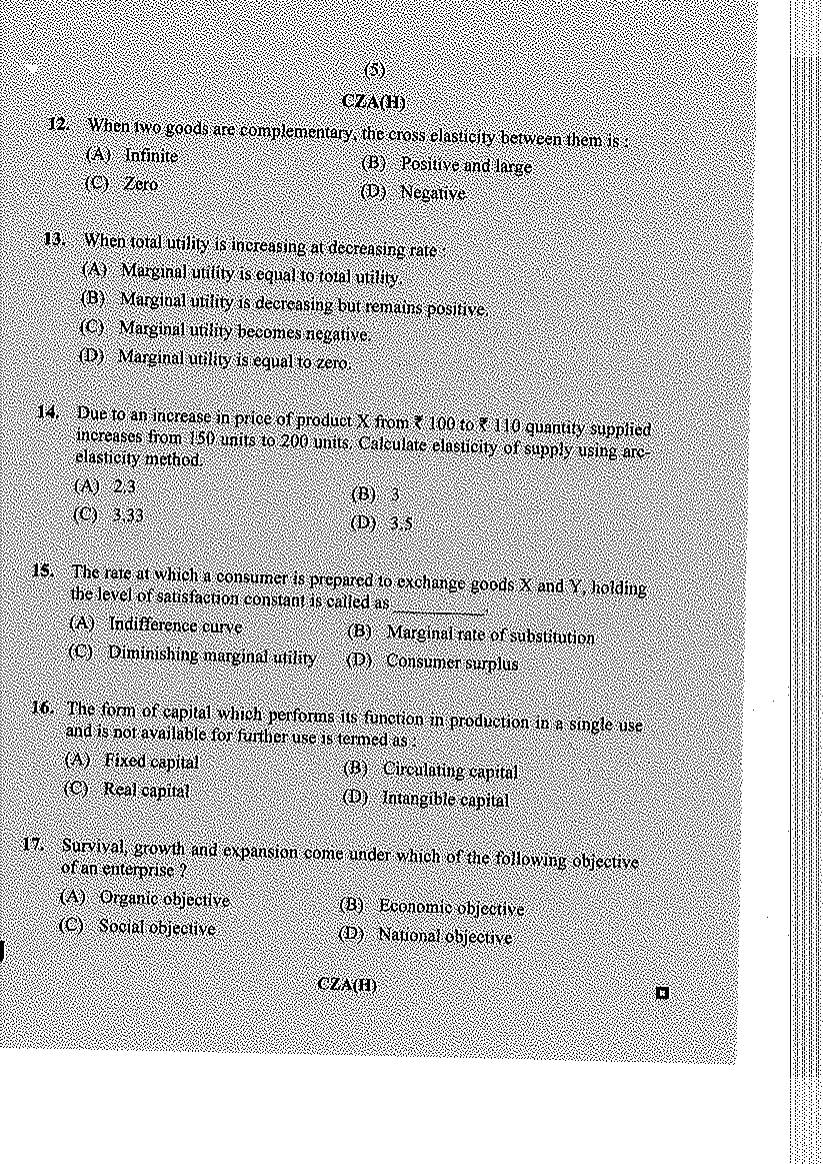 (5)
CZA(H)
12. When two goods are complementary, the cross elasticity between them is :
(A) Infinite (B) Positive and large
(C) Zero (D) Negative
13. When total utility is increasing at decreasing rate :
(A) Marginal utility is equal to total utility.
(B) Marginal utility is decreasing but remains positive.
(C) Marginal utility becomes negative.
(D) Marginal utility is equal to zero.
14. Due to an increase in price of product X from ₹ 100 to ₹ 110 quantity supplied
increases from 150 units to 200 units. Calculate elasticity of supply using arc-
elasticity method.
(A) 2.3 (B) 3
(C) 3.33 (D) 3.5
15. The rate at which a consumer is prepared to exchange goods X and Y, holding
the level of satisfaction constant is called as __________.
(A) Indifference curve (B) Marginal rate of substitution
(C) Diminishing marginal utility (D) Consumer surplus
16. The form of capital which performs its function in production in a single use
and is not available for further use is termed as :
(A) Fixed capital (B) Circulating capital
(C) Real capital (D) Intangible capital
17. Survival, growth and expansion come under which of the following objective
of an enterprise ?
(A) Organic objective (B) Economic objective
(C) Social objective (D) National objective
CZA(H)